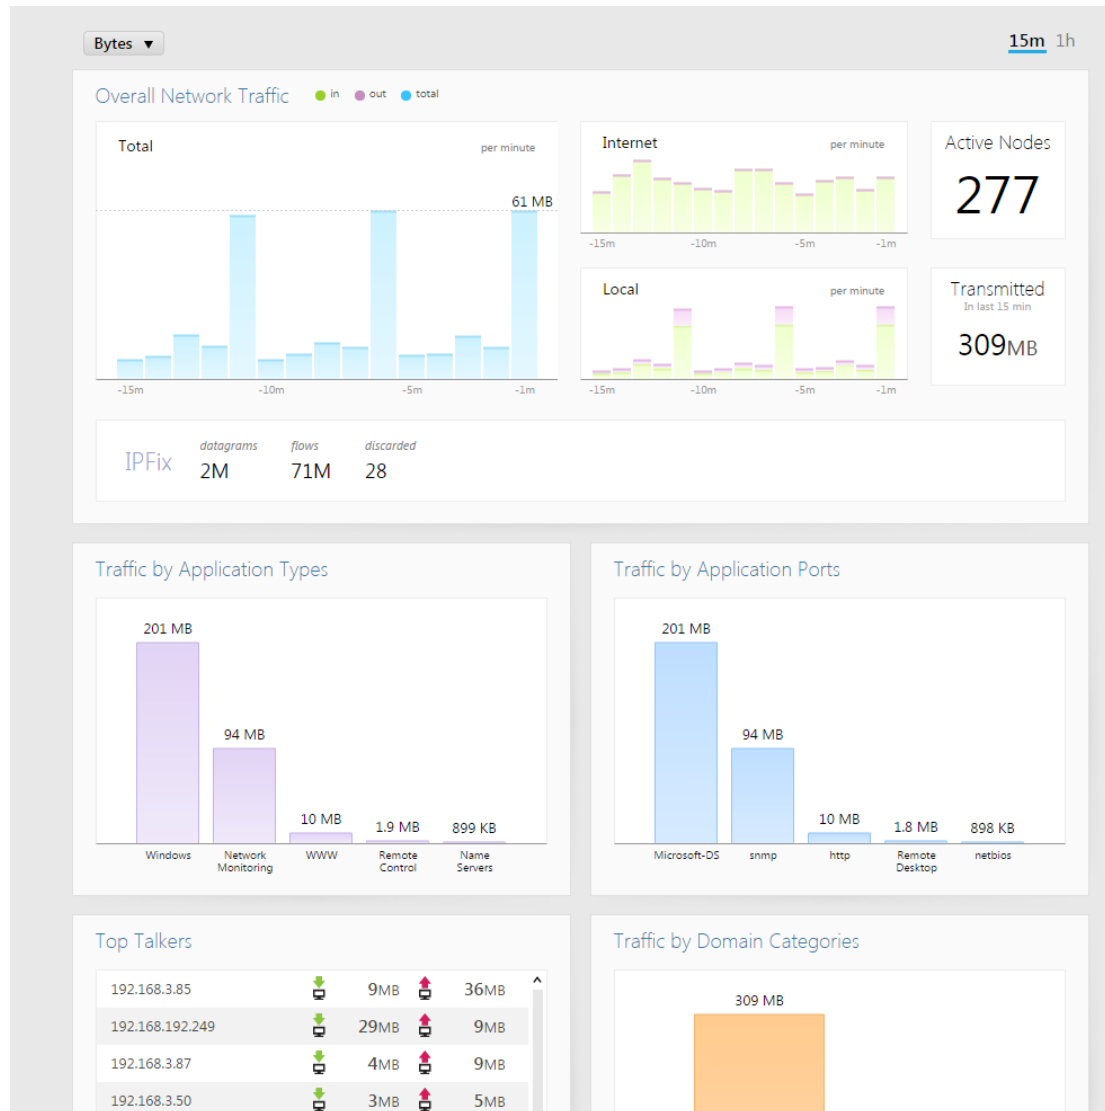 Bytes ▼
15m 1h
Overall Network Traffic in out total
Total per minute
61 MB
-15m -10m -5m -1m
Internet per minute
-15m -10m -5m -1m
Local per minute
-15m -10m -5m -1m
Active Nodes
277
Transmitted
In last 15 min
309MB
IPFix
datagrams flows discarded
2M 71M 28
Traffic by Application Types
201 MB
94 MB
10 MB
1.9 MB
899 KB
Windows Network Monitoring WWW Remote Control Name Servers
Traffic by Application Ports
201 MB
94 MB
10 MB
1.8 MB
898 KB
Microsoft-DS snmp http Remote Desktop netbios
Top Talkers
192.168.3.85 9MB 36MB
192.168.192.249 29MB 9MB
192.168.3.87 4MB 9MB
192.168.3.50 3MB 5MB
Traffic by Domain Categories
309 MB